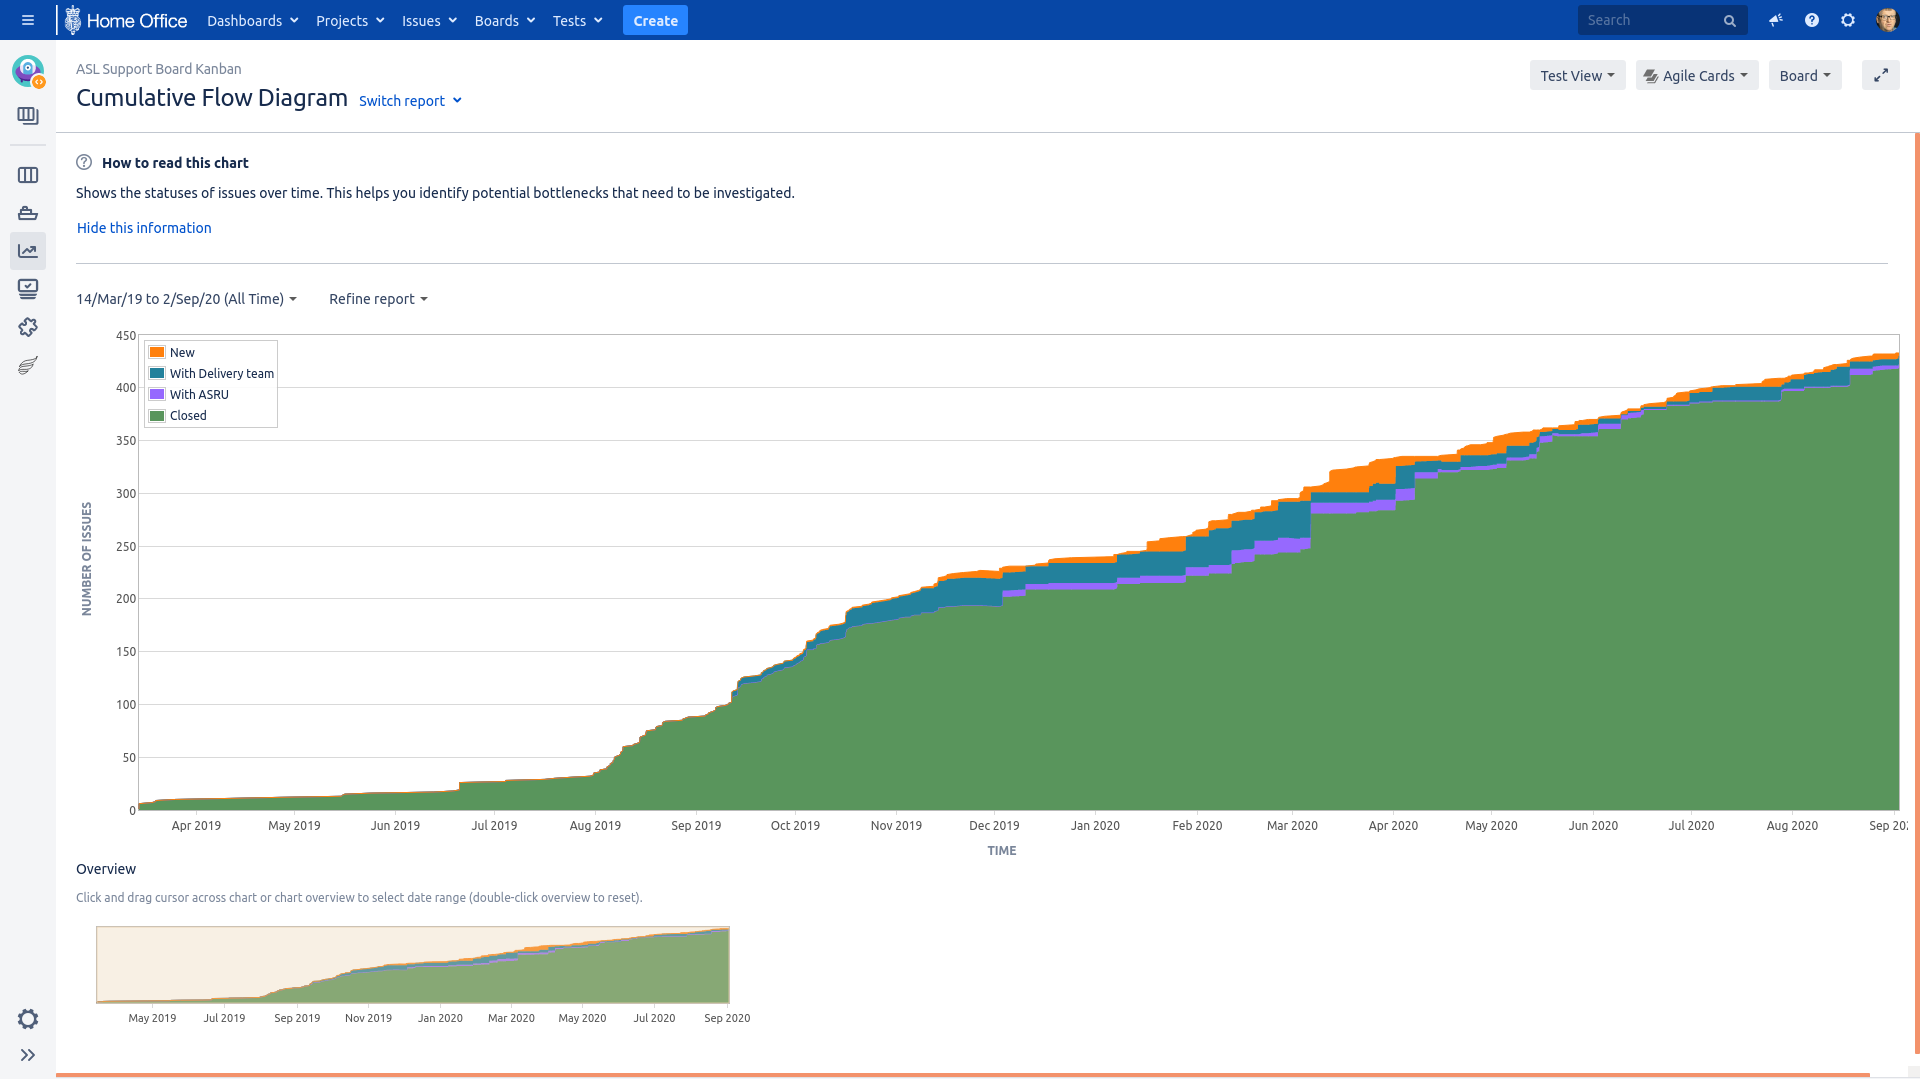 Home Office Dashboards Projects Issues Boards Tests Create Search
ASL Support Board Kanban
Cumulative Flow Diagram Switch report
Test View Agile Cards Board
How to read this chart
Shows the statuses of issues over time. This helps you identify potential bottlenecks that need to be investigated.
Hide this information
14/Mar/19 to 2/Sep/20 (All Time) Refine report
New
With Delivery team
With ASRU
Closed
NUMBER OF ISSUES
450
400
350
300
250
200
150
100
50
0
Apr 2019 May 2019 Jun 2019 Jul 2019 Aug 2019 Sep 2019 Oct 2019 Nov 2019 Dec 2019 Jan 2020 Feb 2020 Mar 2020 Apr 2020 May 2020 Jun 2020 Jul 2020 Aug 2020 Sep 202
TIME
Overview
Click and drag cursor across chart or chart overview to select date range (double-click overview to reset).
May 2019 Jul 2019 Sep 2019 Nov 2019 Jan 2020 Mar 2020 May 2020 Jul 2020 Sep 2020